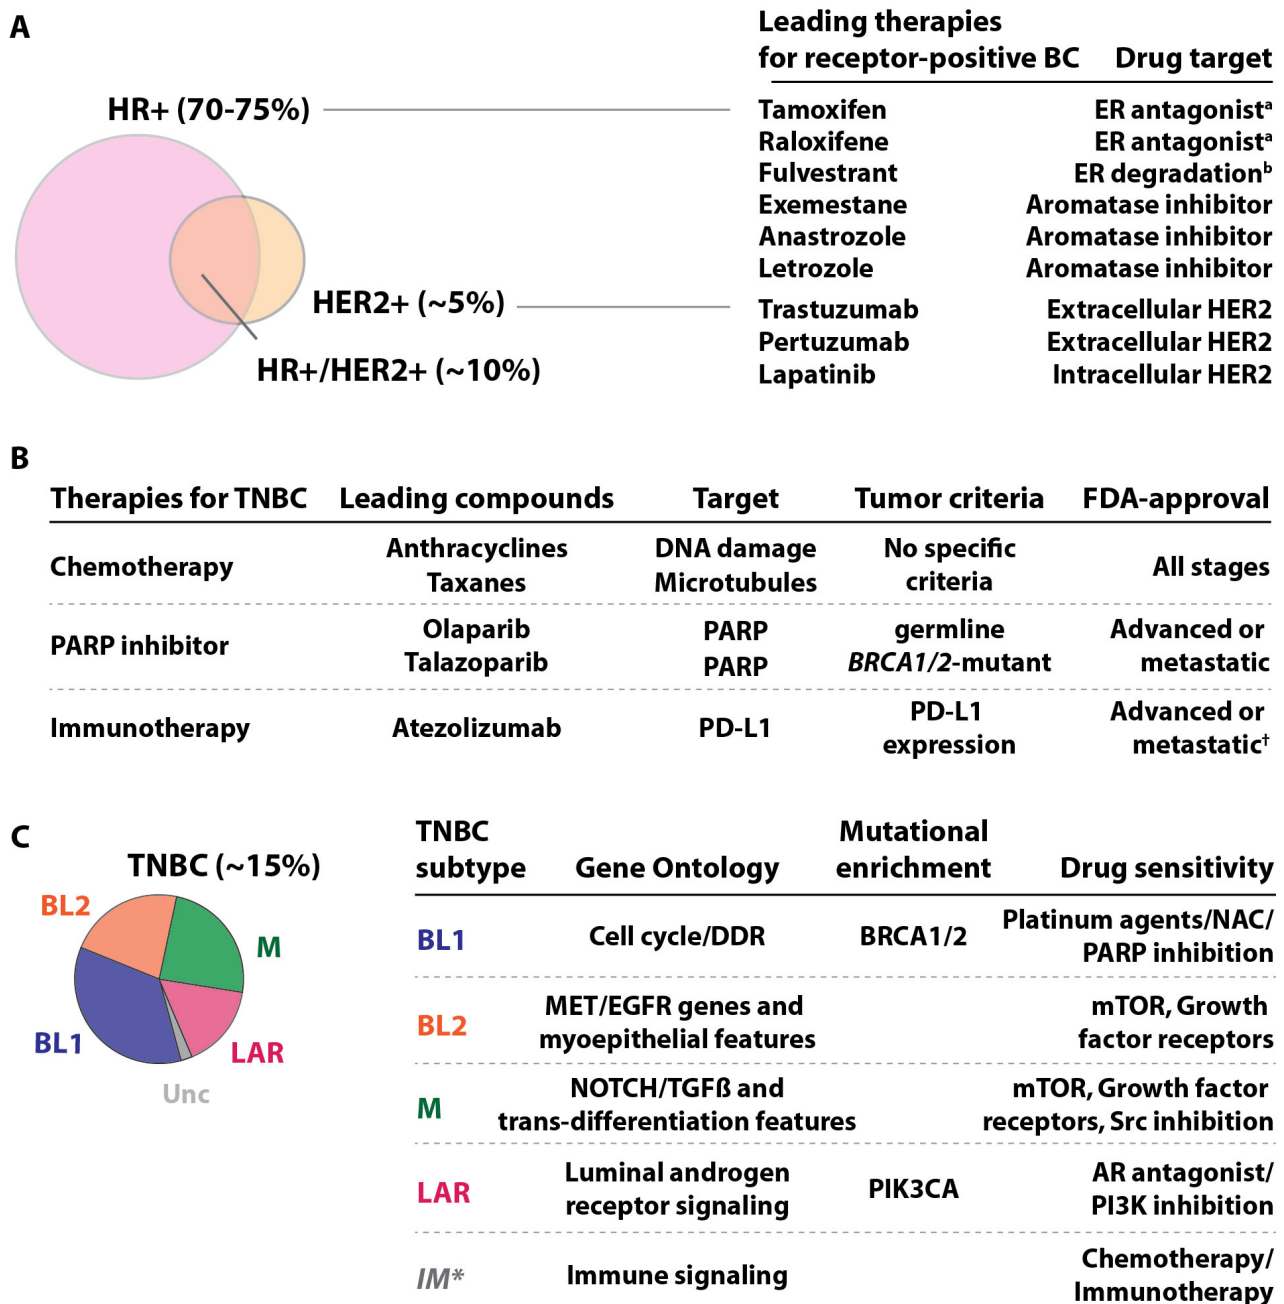 A
Leading therapies
for receptor-positive BC Drug target
HR+ (70-75%)
Tamoxifen ER antagonistᵃ
Raloxifene ER antagonistᵃ
Fulvestrant ER degradationᵇ
Exemestane Aromatase inhibitor
Anastrozole Aromatase inhibitor
Letrozole Aromatase inhibitor
HER2+ (~5%)
Trastuzumab Extracellular HER2
Pertuzumab Extracellular HER2
Lapatinib Intracellular HER2
HR+/HER2+ (~10%)
B
Therapies for TNBC Leading compounds Target Tumor criteria FDA-approval
Chemotherapy
Anthracyclines
Taxanes
DNA damage
Microtubules
No specific
criteria
All stages
PARP inhibitor
Olaparib
Talazoparib
PARP
PARP
germline
BRCA1/2-mutant
Advanced or
metastatic
Immunotherapy
Atezolizumab
PD-L1
PD-L1
expression
Advanced or
metastatic†
C
TNBC (~15%)
BL2
M
BL1
LAR
Unc
TNBC
subtype
Gene Ontology
Mutational
enrichment
Drug sensitivity
BL1
Cell cycle/DDR
BRCA1/2
Platinum agents/NAC/
PARP inhibition
BL2
MET/EGFR genes and
myoepithelial features
mTOR, Growth
factor receptors
M
NOTCH/TGFß and
trans-differentiation features
mTOR, Growth factor
receptors, Src inhibition
LAR
Luminal androgen
receptor signaling
PIK3CA
AR antagonist/
PI3K inhibition
IM*
Immune signaling
Chemotherapy/
Immunotherapy